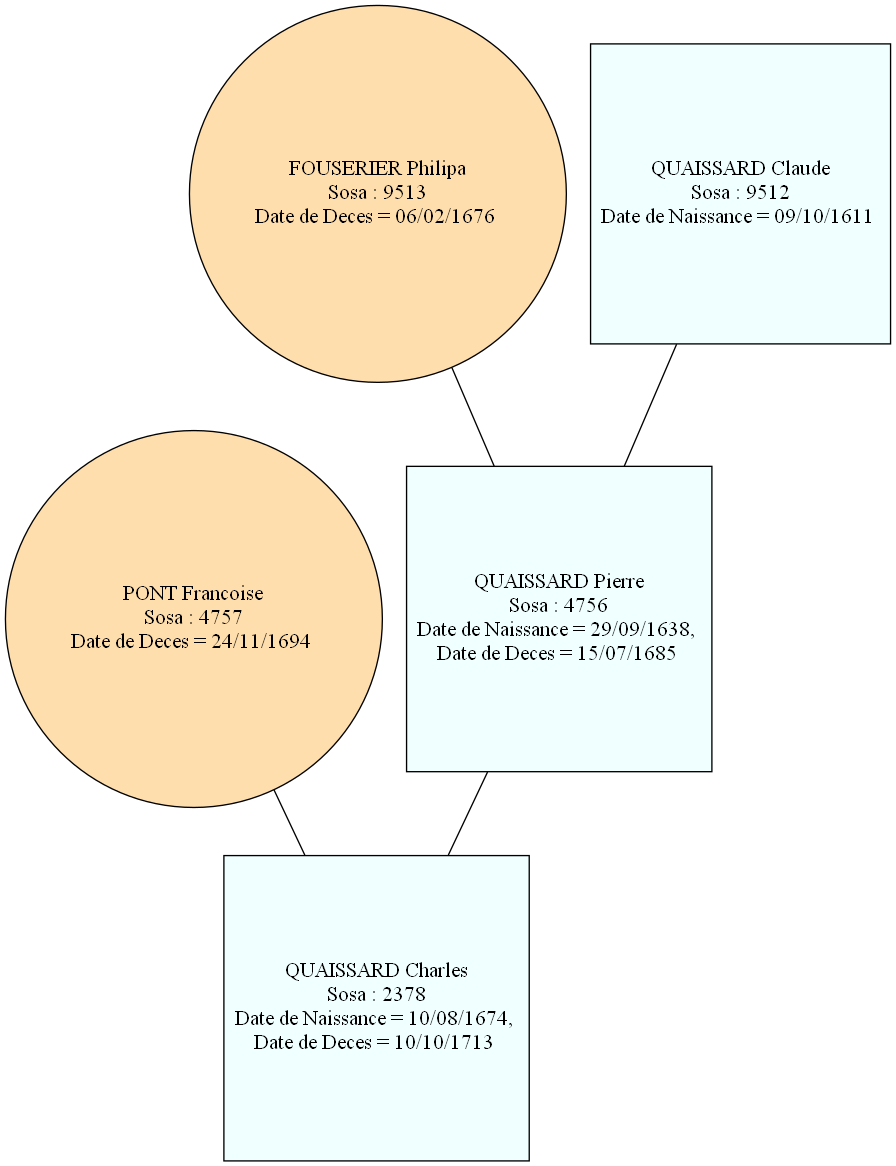 FOUSERIER Philipa
Sosa : 9513
Date de Deces = 06/02/1676
QUAISSARD Claude
Sosa : 9512
Date de Naissance = 09/10/1611
PONT Francoise
Sosa : 4757
Date de Deces = 24/11/1694
QUAISSARD Pierre
Sosa : 4756
Date de Naissance = 29/09/1638,
Date de Deces = 15/07/1685
QUAISSARD Charles
Sosa : 2378
Date de Naissance = 10/08/1674,
Date de Deces = 10/10/1713